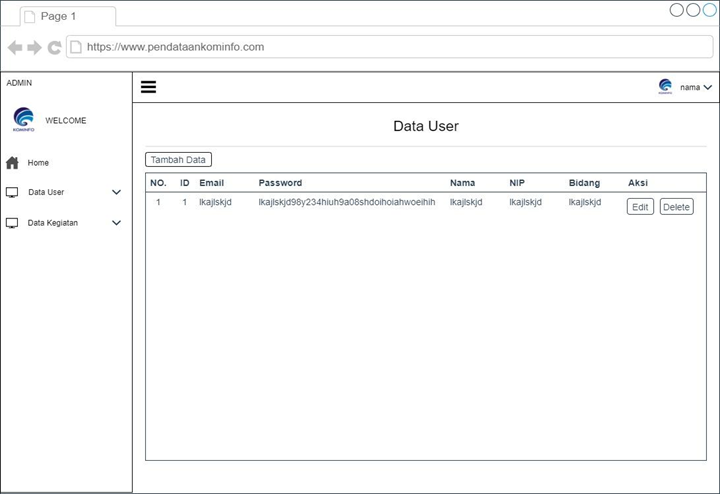 Page 1
https://www.pendataankominfo.com
ADMIN
KOMINFO
WELCOME
Home
Data User
Data Kegiatan
nama
Data User
Tambah Data
NO. ID Email Password Nama NIP Bidang Aksi
1 1 lkajlskjd lkajlskjd98y234hiuh9a08shdoihoiahwoeihih lkajlskjd lkajlskjd lkajlskjd Edit Delete